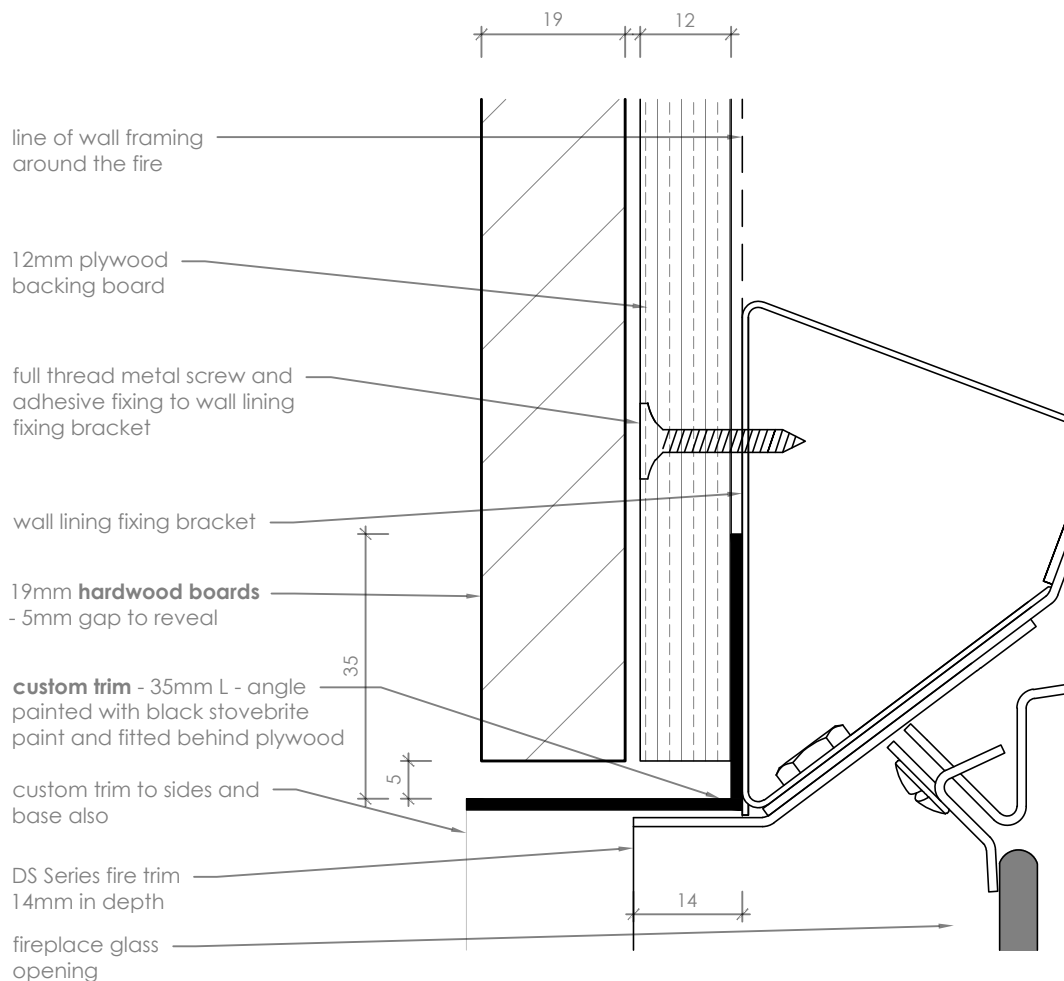 19
12
line of wall framing
around the fire
12mm plywood
backing board
full thread metal screw and
adhesive fixing to wall lining
fixing bracket
wall lining fixing bracket
19mm hardwood boards
- 5mm gap to reveal
35
custom trim - 35mm L - angle
painted with black stovebrite
paint and fitted behind plywood
5
custom trim to sides and
base also
DS Series fire trim
14mm in depth
14
fireplace glass
opening